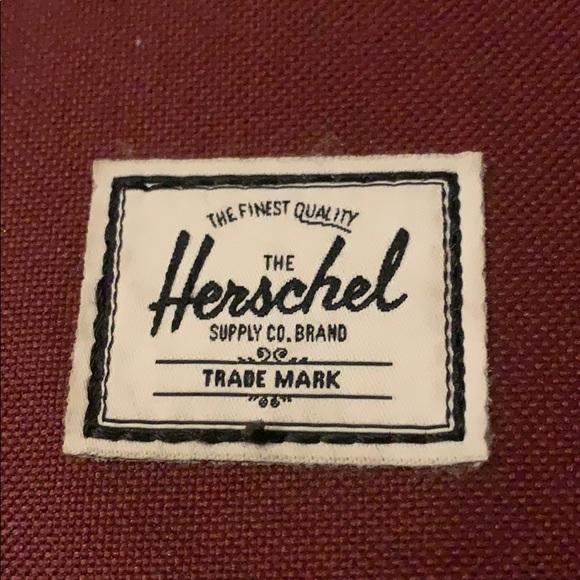 THE FINEST QUALITY
THE
Herschel
SUPPLY CO. BRAND
TRADE MARK